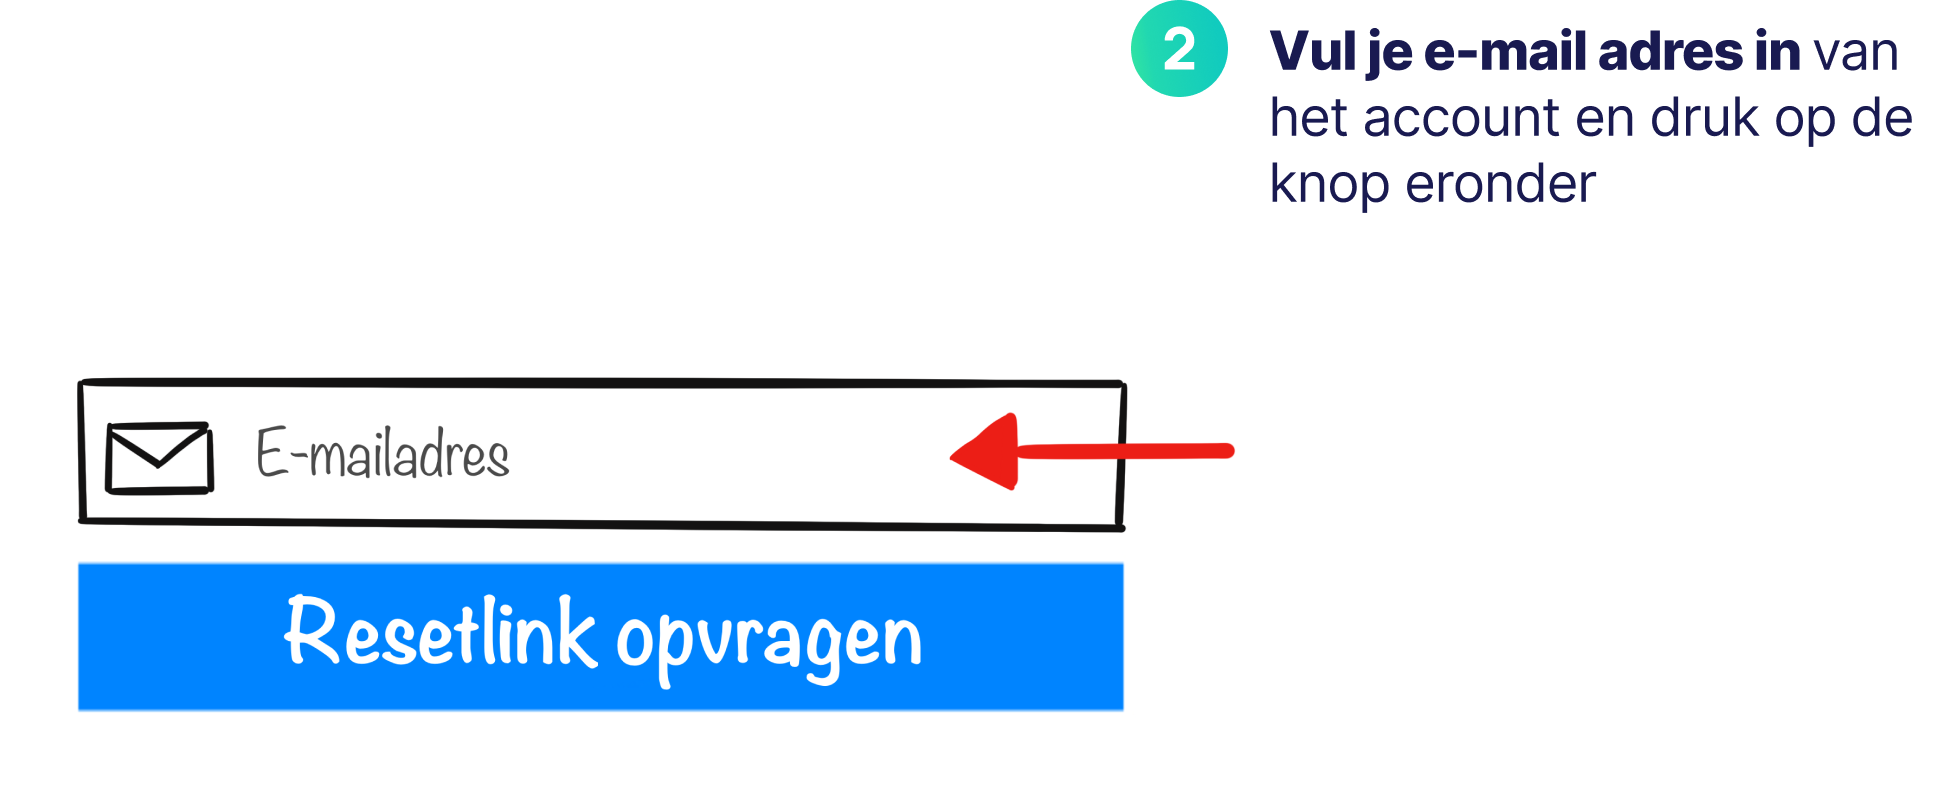 2
Vul je e-mail adres in van
het account en druk op de
knop eronder
E-mailadres
Resetlink opvragen